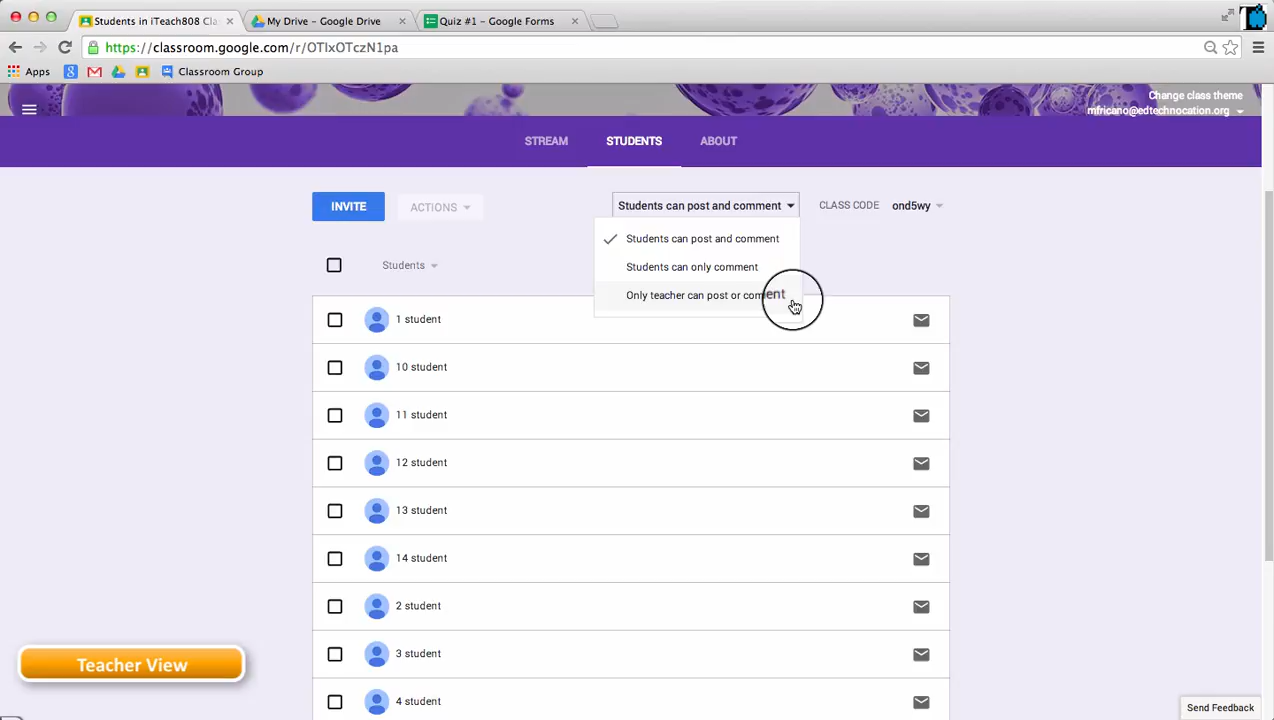 Students in iTeach808 Cla
My Drive - Google Drive
Quiz #1 - Google Forms
https://classroom.google.com/r/OTIxOTczN1pa
Apps
Classroom Group
Change class theme
mfricano@edtechnocation.org
STREAM
STUDENTS
ABOUT
INVITE
ACTIONS
Students can post and comment
CLASS CODE
ond5wy
Students can post and comment
Students
Students can only comment
Only teacher can post or comment
1 student
10 student
11 student
12 student
13 student
14 student
2 student
3 student
Teacher View
4 student
Send Feedback